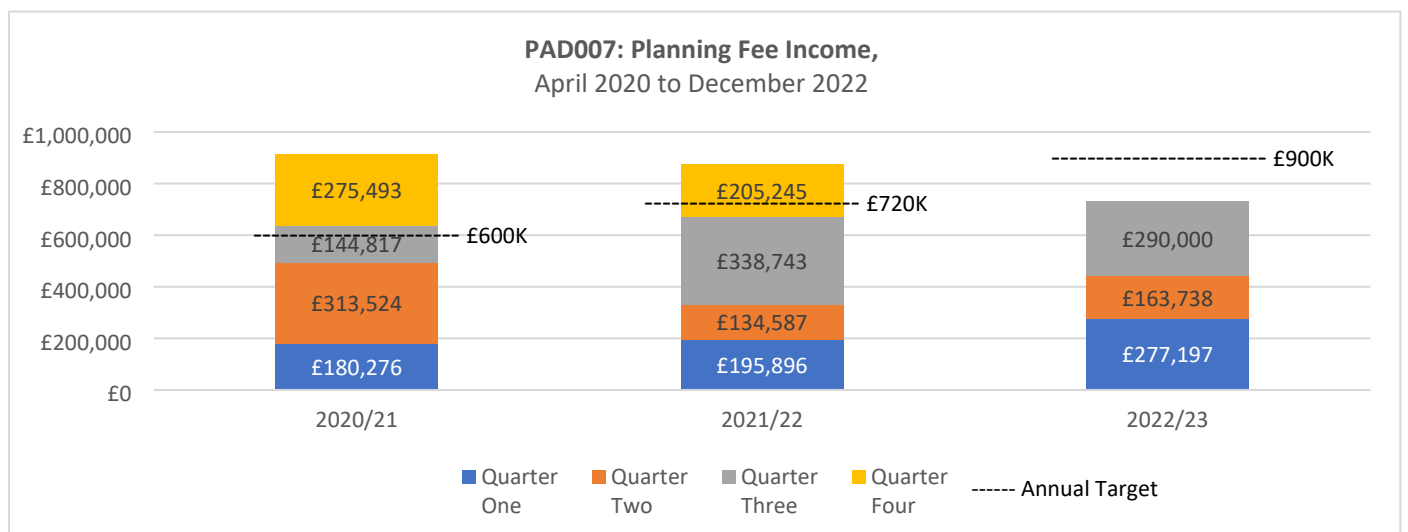 PAD007: Planning Fee Income,
April 2020 to December 2022
£1,000,000
£800,000
£600,000
£400,000
£200,000
£0
£275,493
£144,817
£313,524
£180,276
£600K
£205,245
£338,743
£134,587
£195,896
£720K
£290,000
£163,738
£277,197
£900K
2020/21
2021/22
2022/23
Quarter
One
Quarter
Two
Quarter
Three
Quarter
Four
------ Annual Target